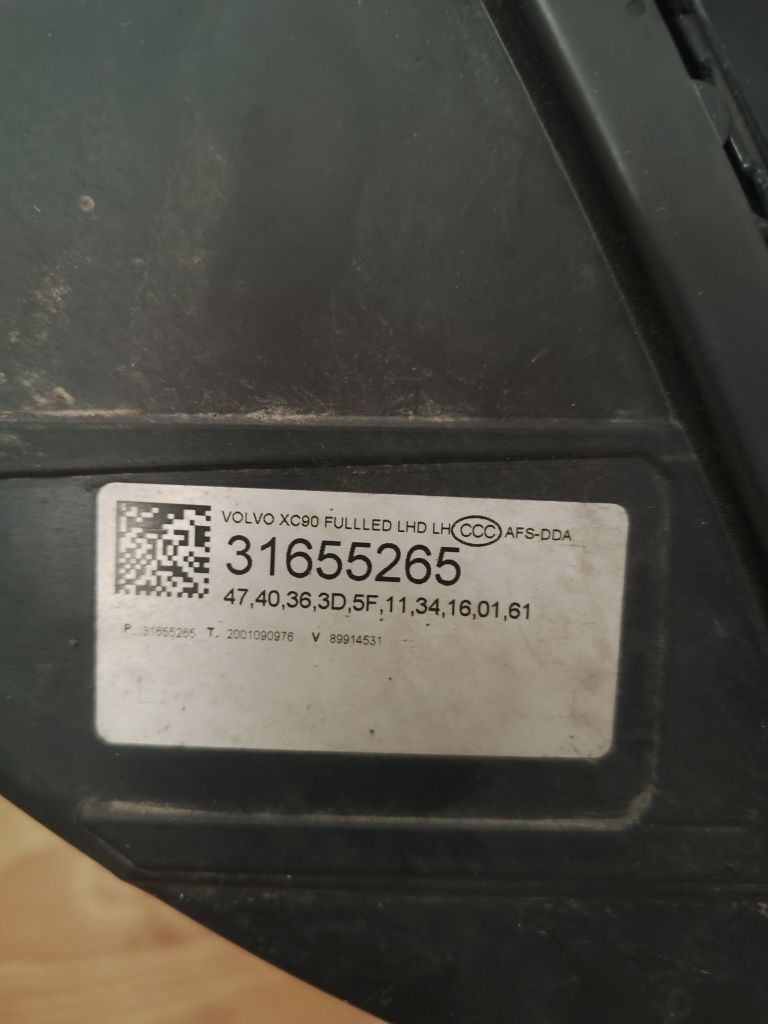 VOLVO XC90 FULLLED LHD LH CCC AFS-DDA
31655265
47,40,36,3D,5F,11,34,16,01,61
P. 31655265 T. 2001090976 V 89914531